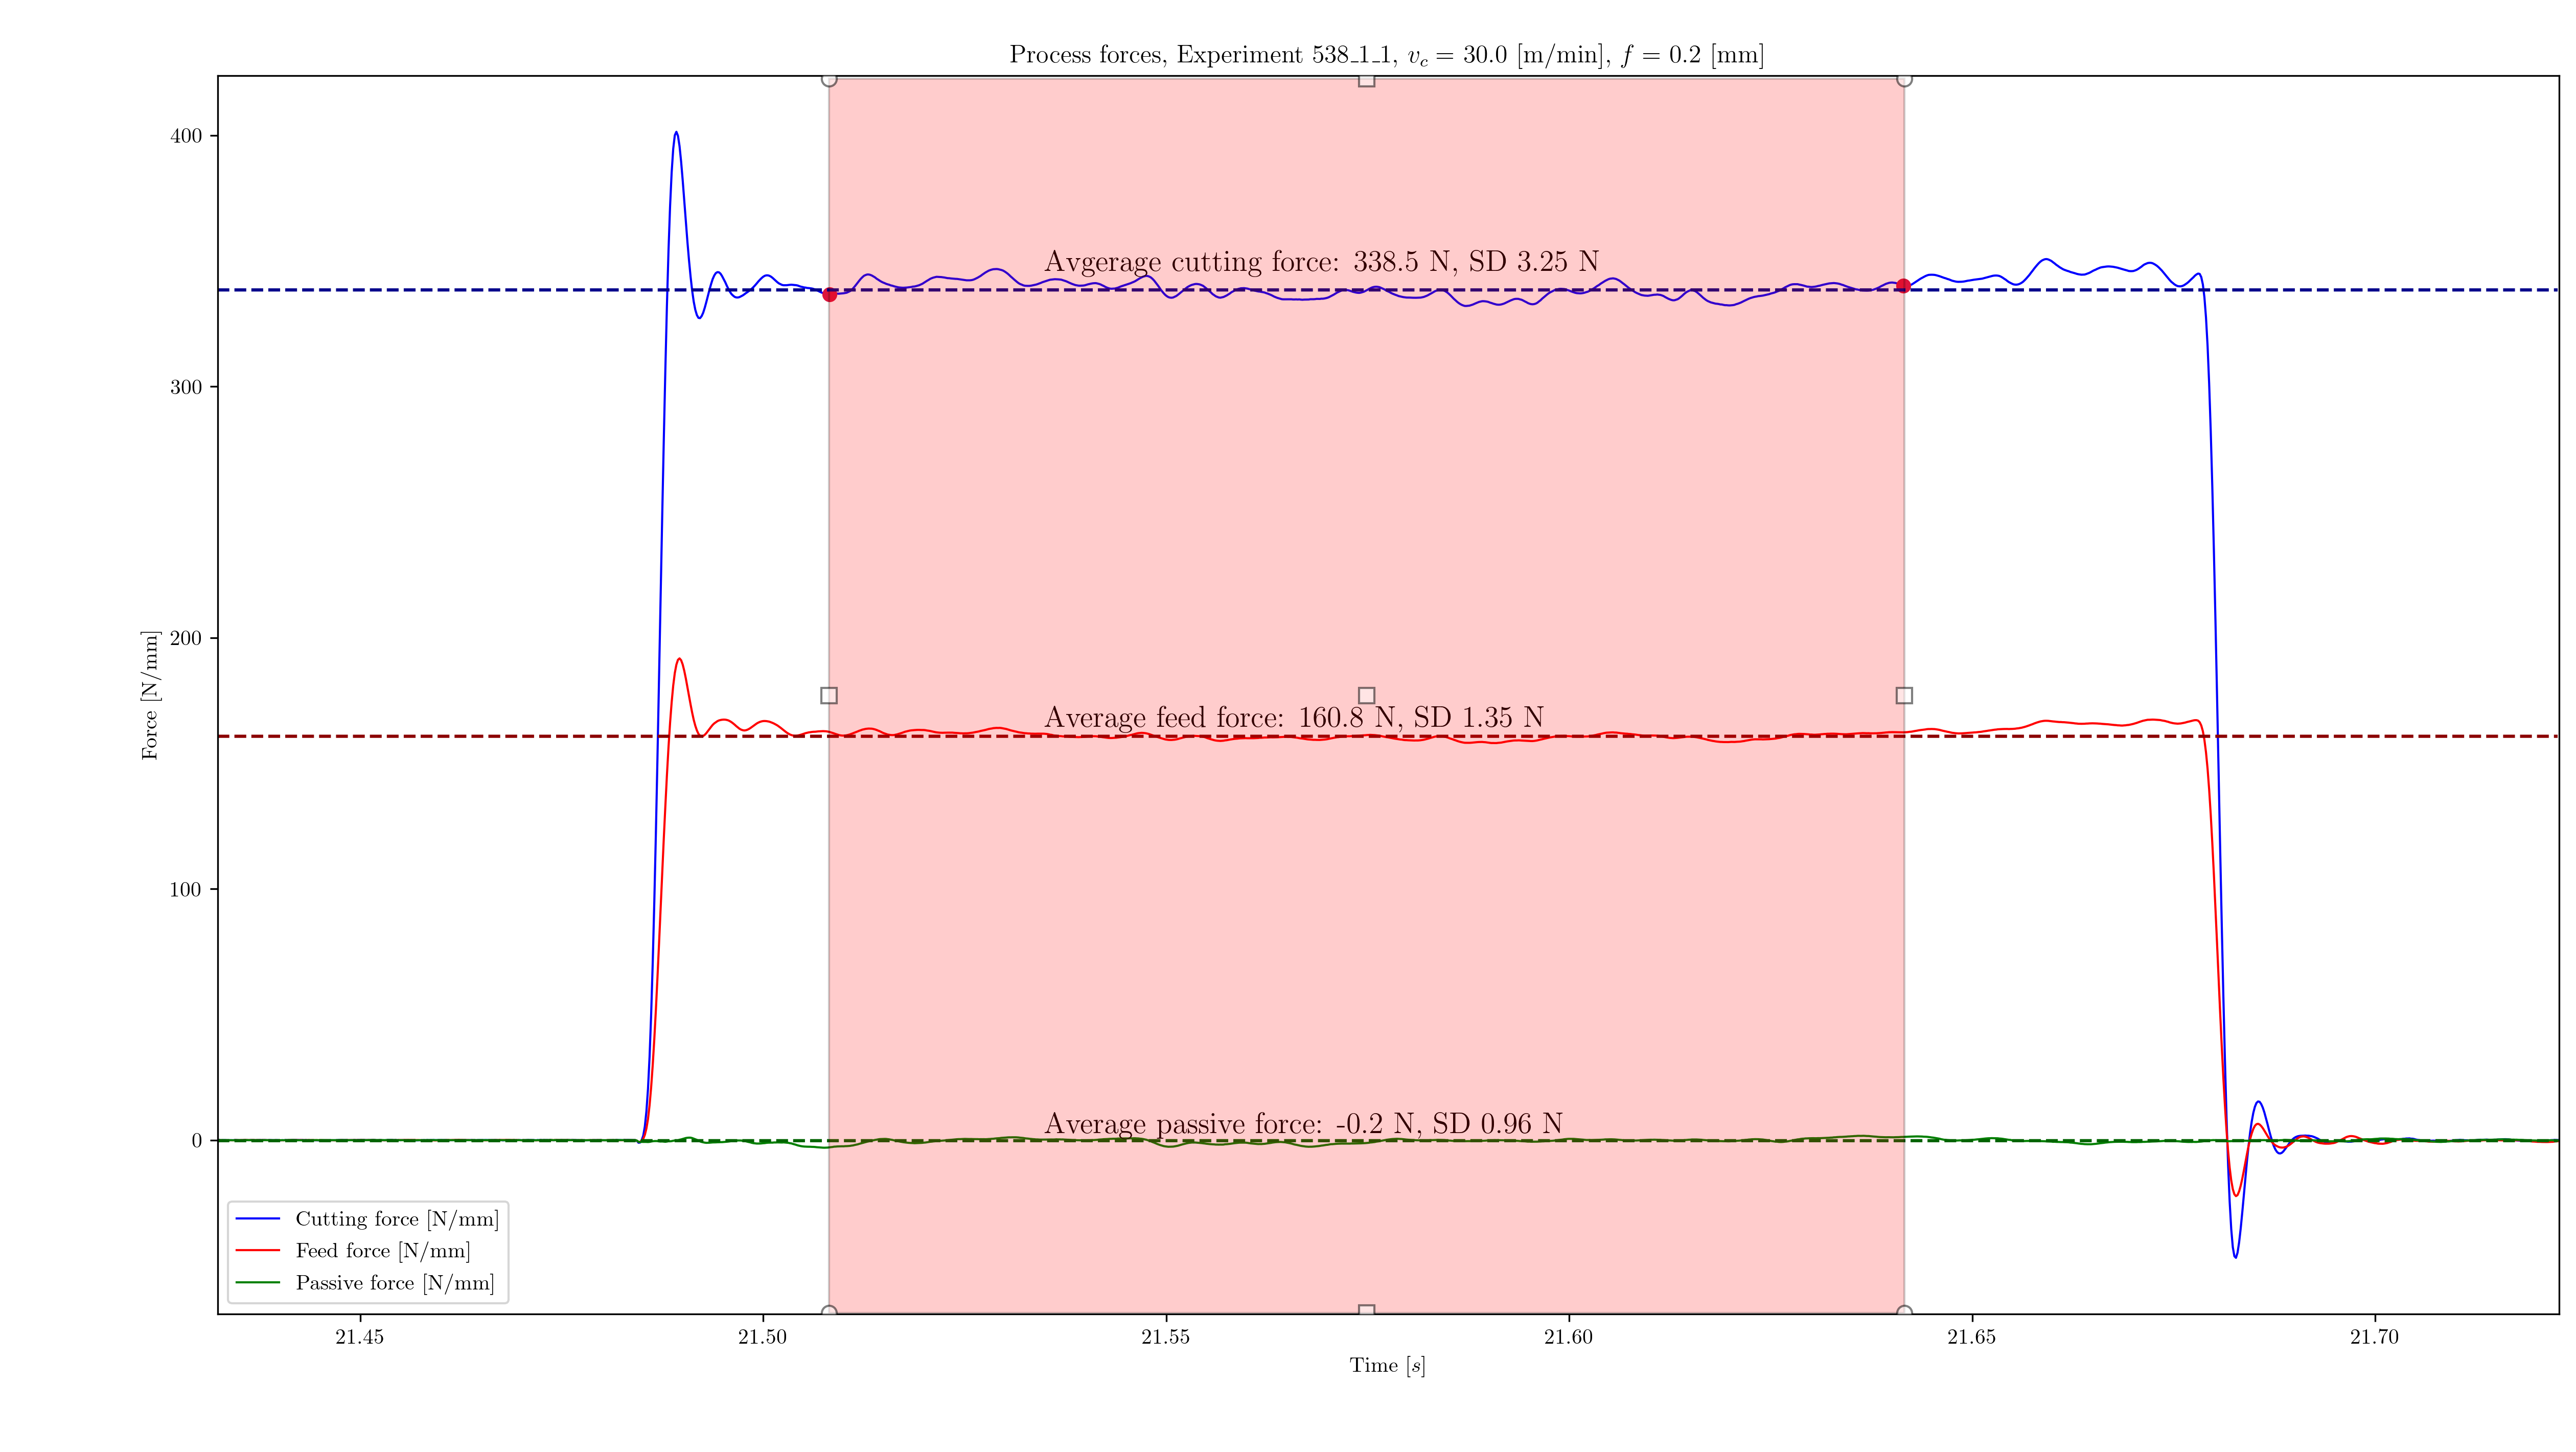 Process forces, Experiment 538_1_1, v_c = 30.0 [m/min], f = 0.2 [mm]
400
300
200
100
0
Force [N/mm]
Avgerage cutting force: 338.5 N, SD 3.25 N
Average feed force: 160.8 N, SD 1.35 N
Average passive force: -0.2 N, SD 0.96 N
Cutting force [N/mm]
Feed force [N/mm]
Passive force [N/mm]
21.45 21.50 21.55 21.60 21.65 21.70
Time [s]